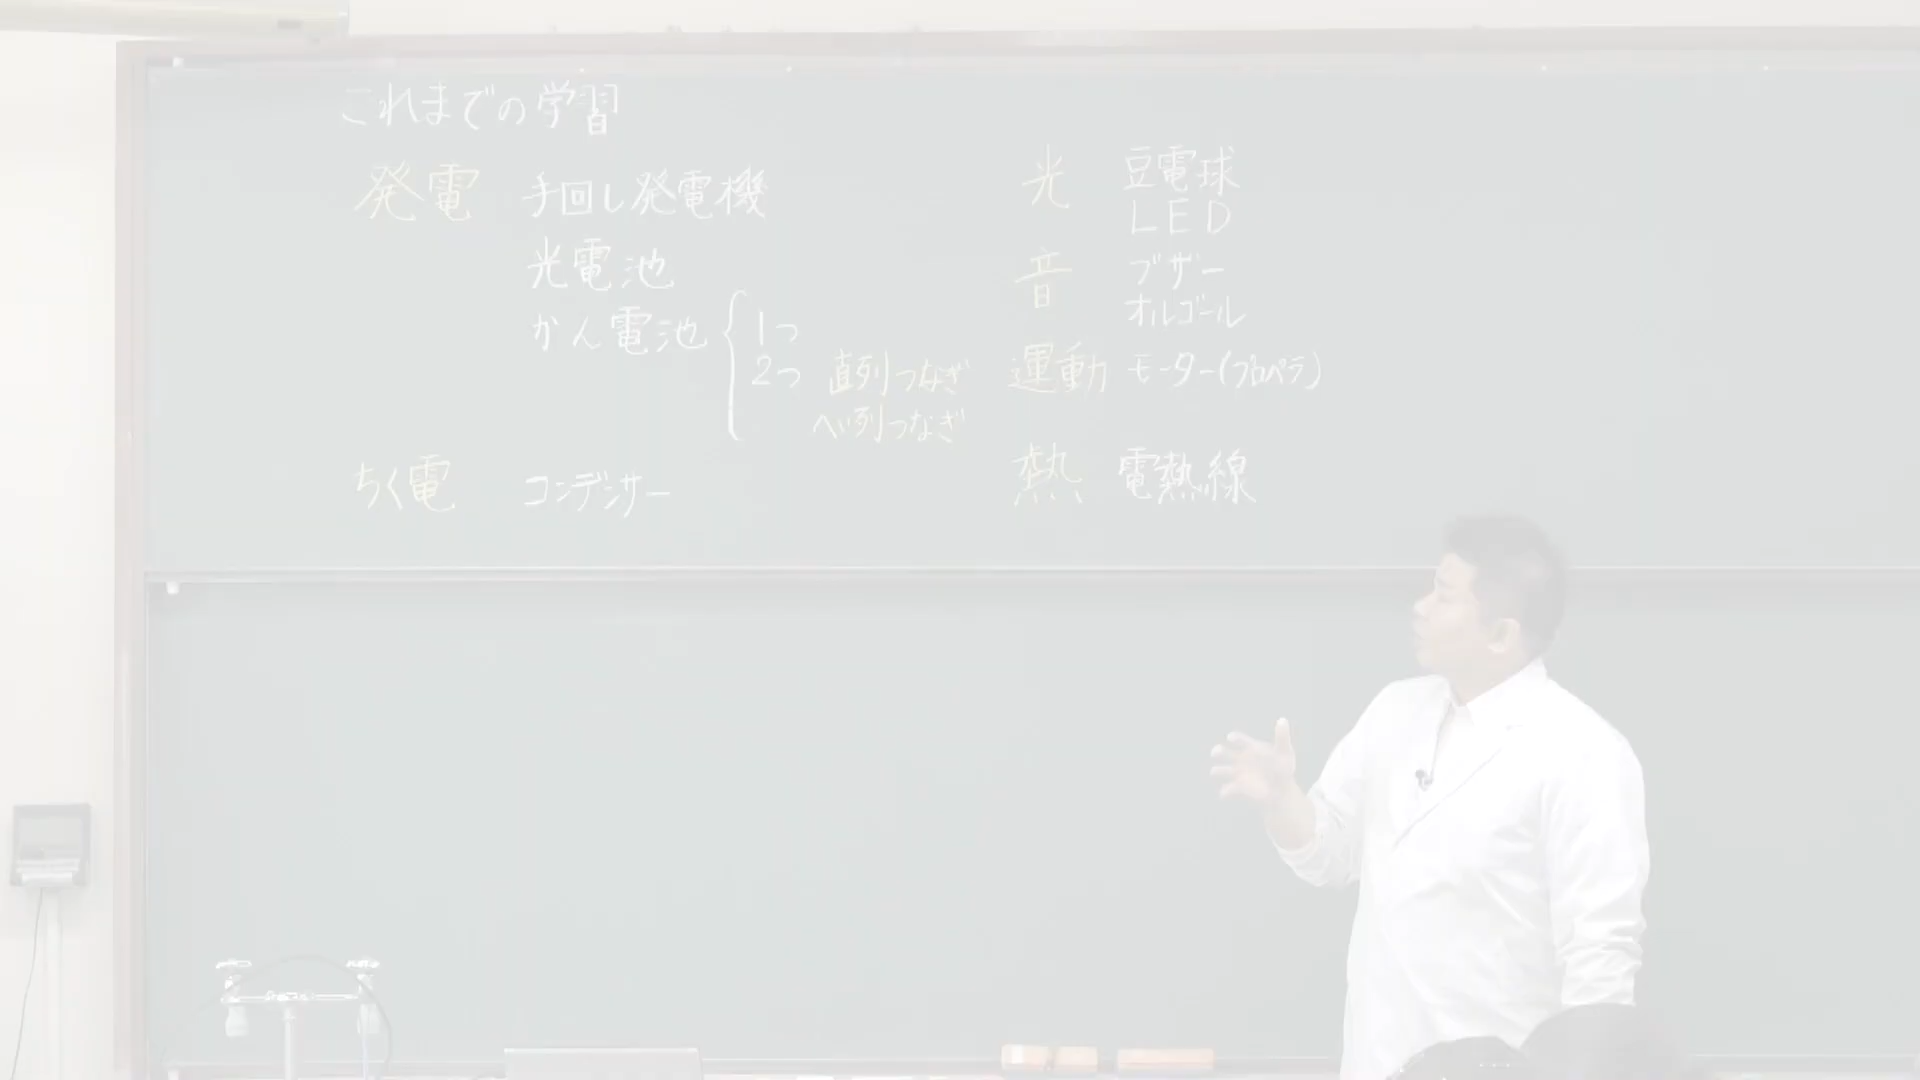 これまでの学習
発電 手回し発電機
光電池
かん電池 1つ
2つ 直列つなぎ
へい列つなぎ
ちく電 コンデンサー
光 豆電球
LED
音 ブザー
オルゴール
運動 モーター(プロペラ)
熱 電熱線